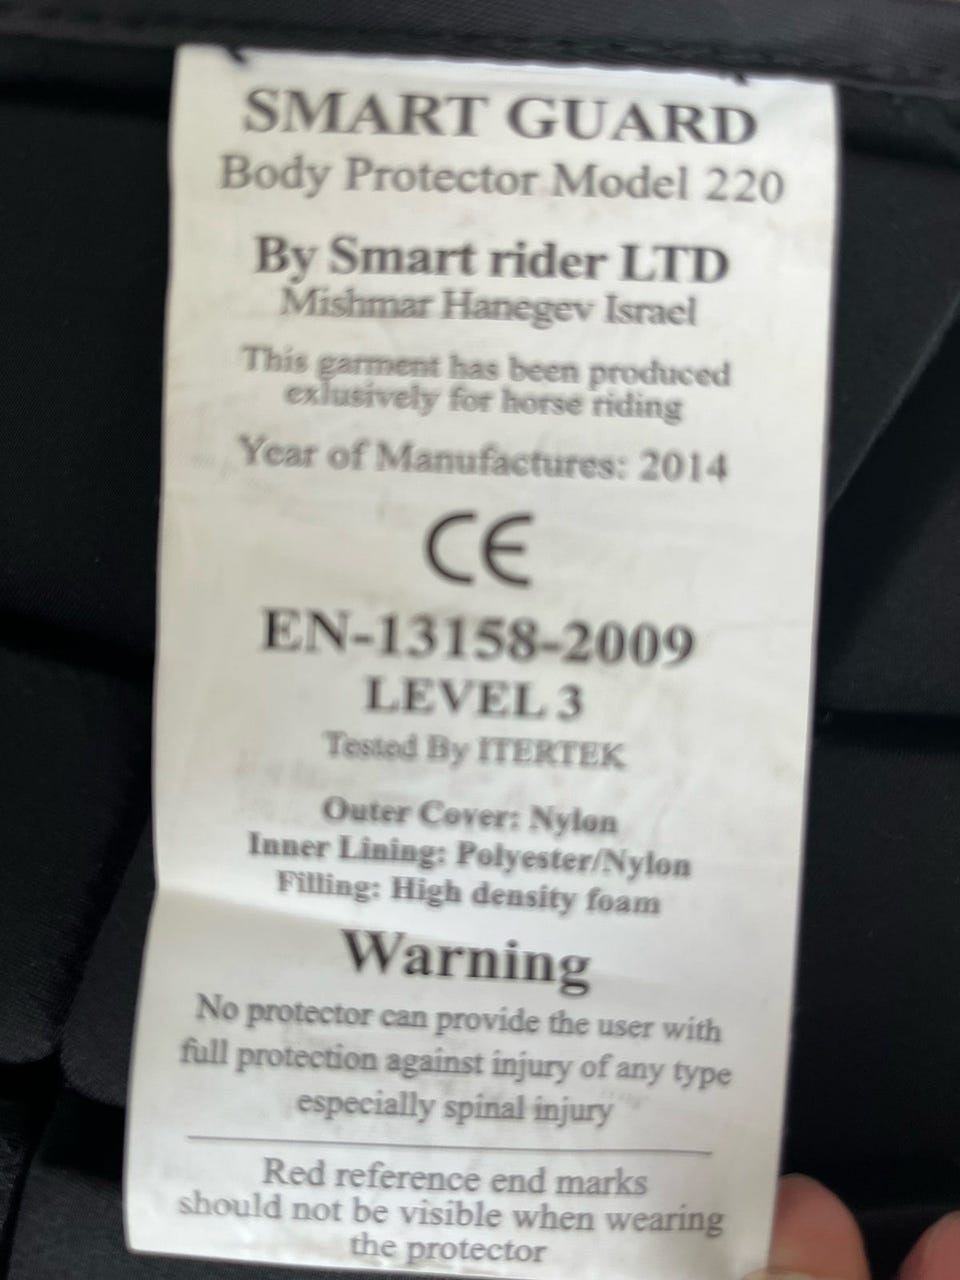 SMART GUARD
Body Protector Model 220
By Smart rider LTD
Mishmar Hanegev Israel
This garment has been produced
exlusively for horse riding
Year of Manufactures: 2014
CE
EN-13158-2009
LEVEL 3
Tested By ITERTEK
Outer Cover: Nylon
Inner Lining: Polyester/Nylon
Filling: High density foam
Warning
No protector can provide the user with
full protection against injury of any type
especially spinal injury
Red reference end marks
should not be visible when wearing
the protector